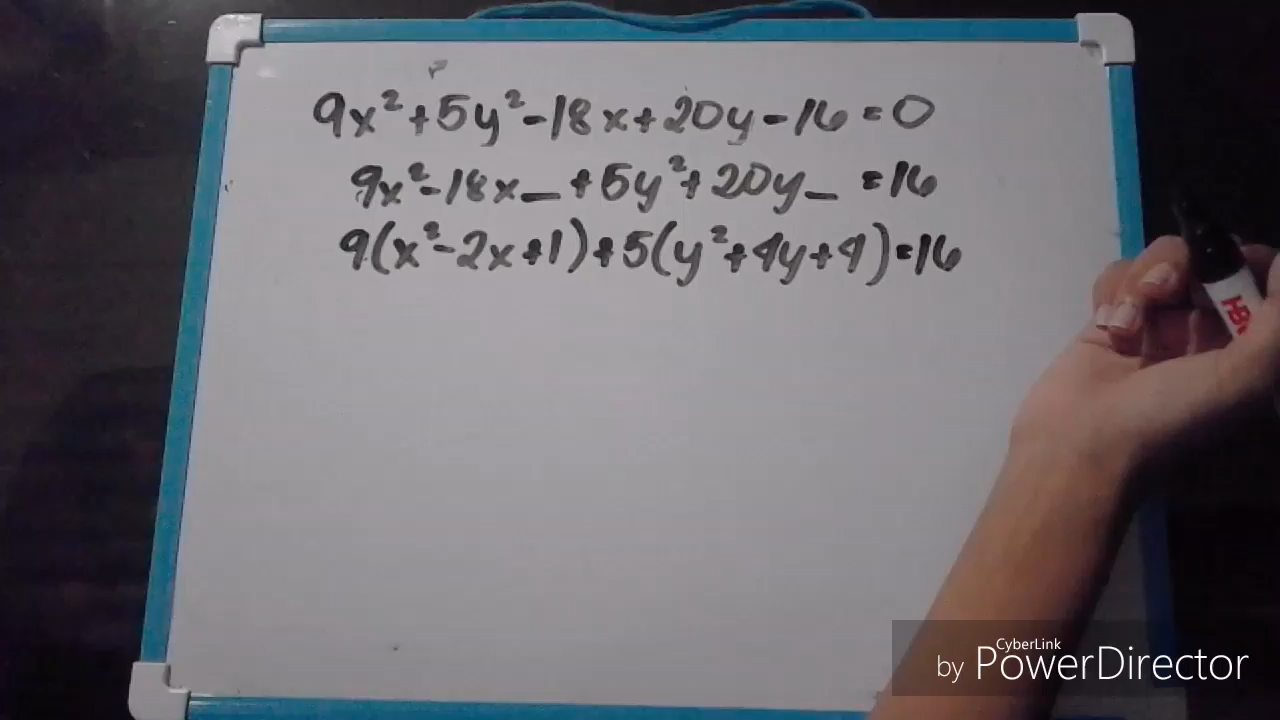 9x²+5y²-18x+20y-16=0
9x²-18x_ +5y²+20y_ =16
9(x²-2x+1)+5(y²+4y+4)=16
HBW
CyberLink
by PowerDirector